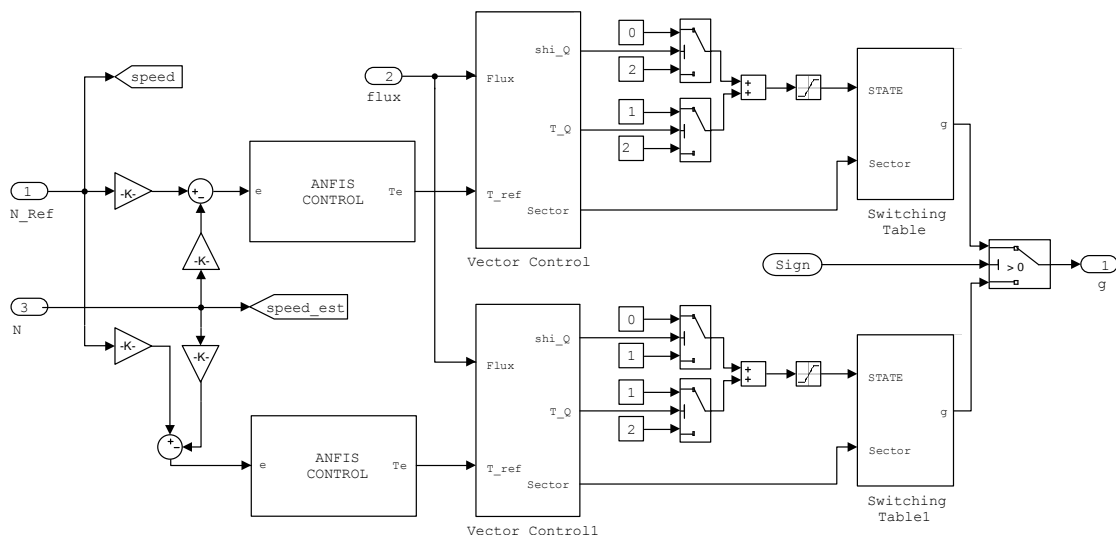 speed
1
N_Ref
-K-
+
−
-K-
3
N
speed_est
-K-
-K-
+
−
2
flux
e
ANFIS
CONTROL
Te
Flux
T_ref
shi_Q
T_Q
Sector
Vector Control
0
2
1
2
+
+
STATE
Sector
g
Switching
Table
e
ANFIS
CONTROL
Te
Flux
T_ref
shi_Q
T_Q
Sector
Vector Control1
0
1
1
2
+
+
STATE
Sector
g
Switching
Table1
Sign
> 0
1
g